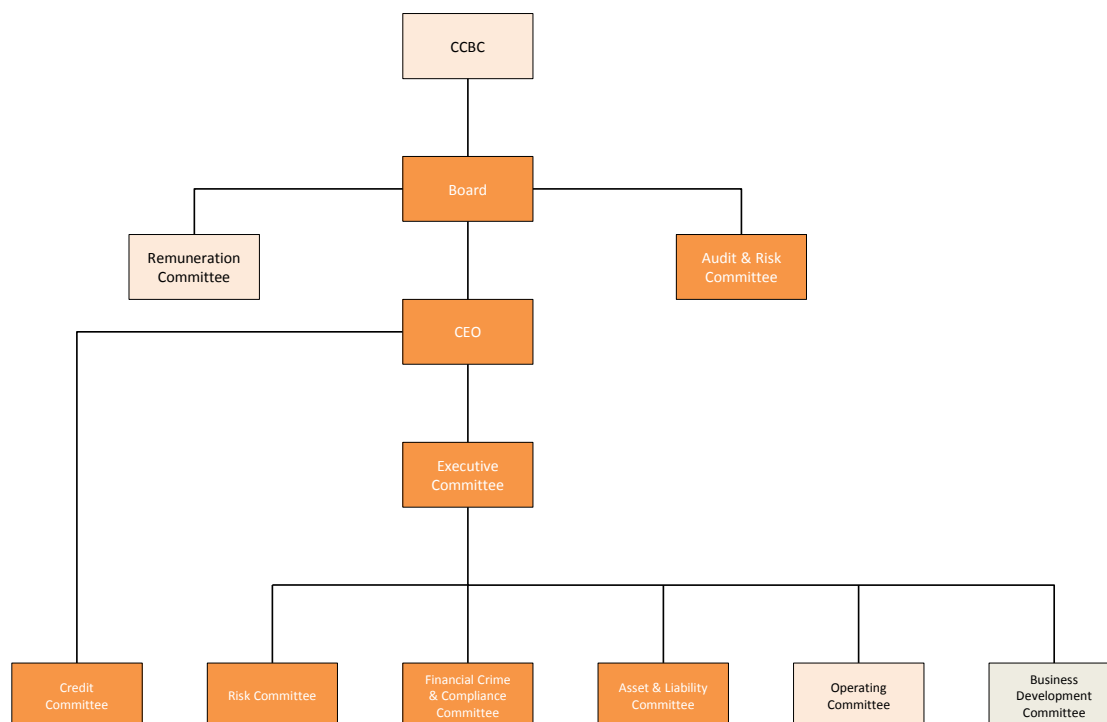 CCBC
Board
Remuneration
Committee
Audit & Risk
Committee
CEO
Executive
Committee
Credit
Committee
Risk Committee
Financial Crime
& Compliance
Committee
Asset & Liability
Committee
Operating
Committee
Business
Development
Committee